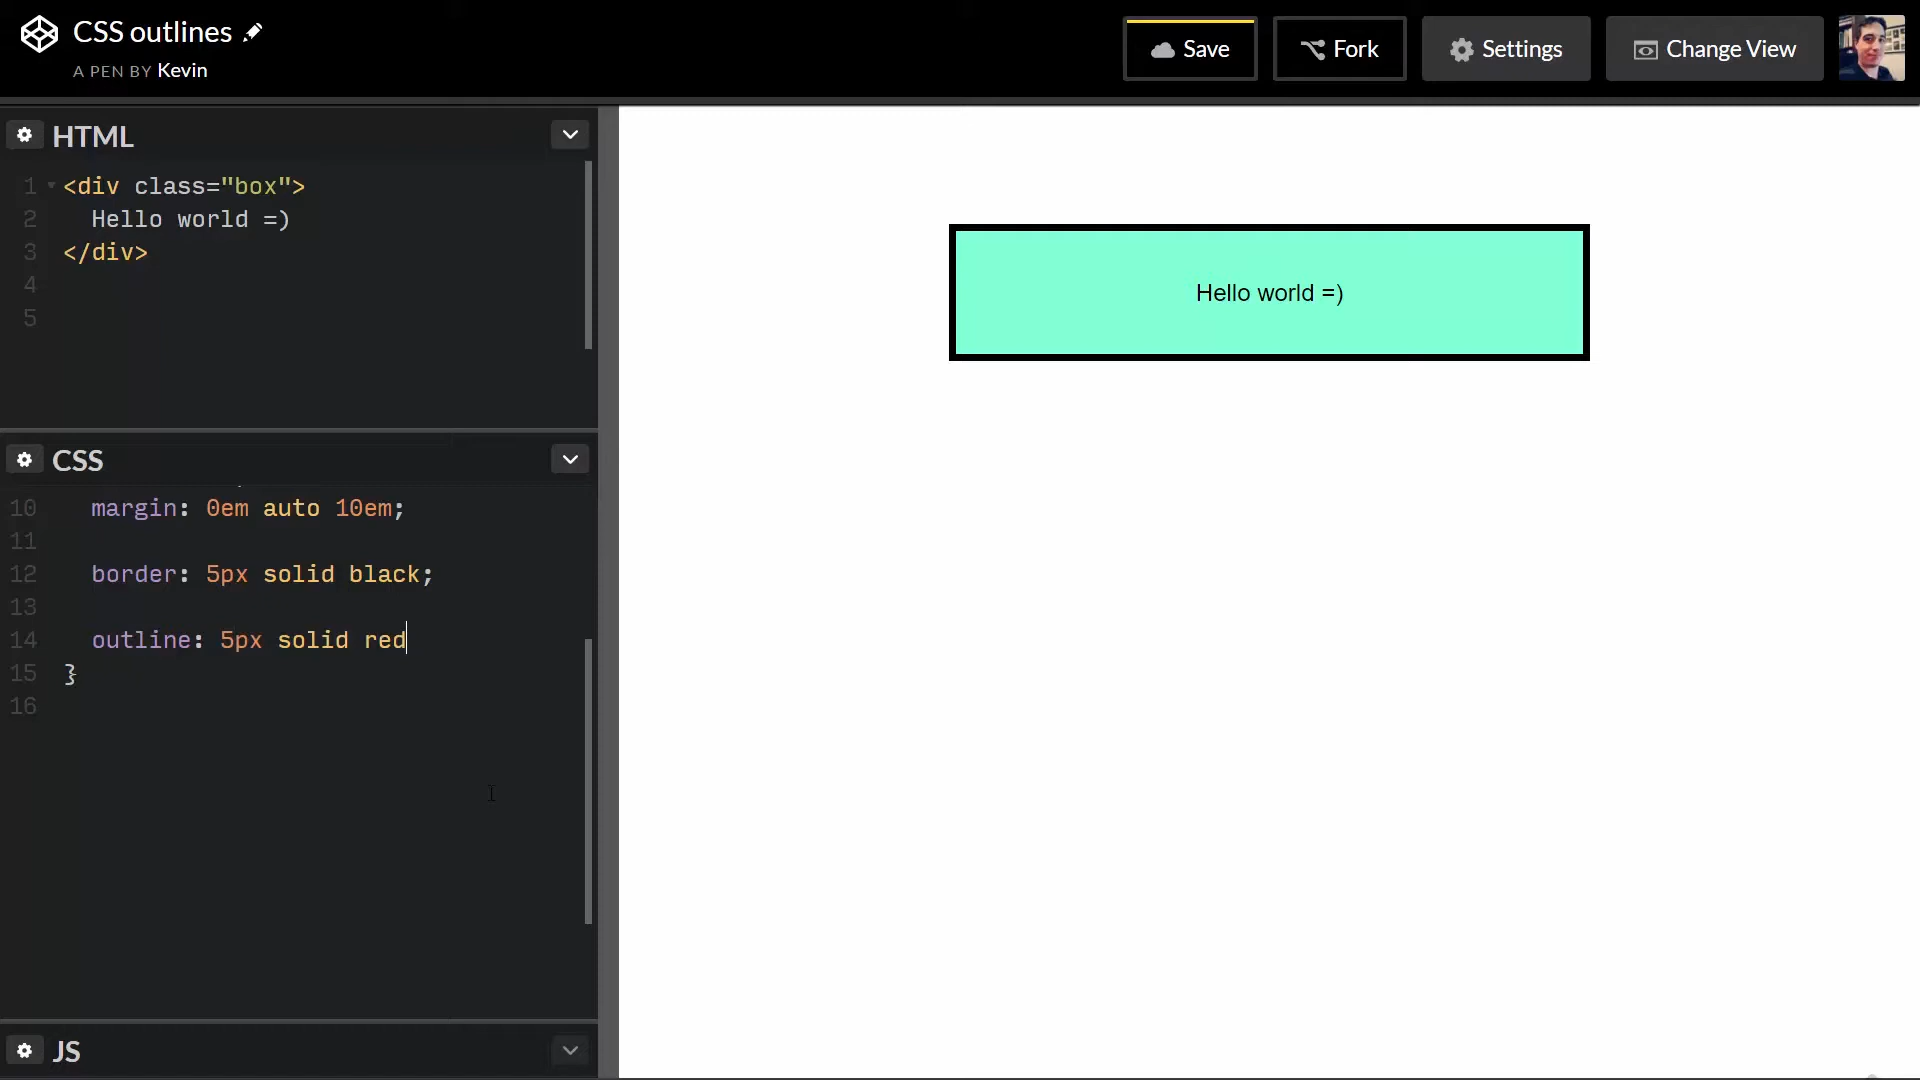 CSS outlines
A PEN BY Kevin
Save
Fork
Settings
Change View
HTML
1 <div class="box">
2 Hello world =)
3 </div>
4
5
Hello world =)
CSS
10 margin: 0em auto 10em;
11
12 border: 5px solid black;
13
14 outline: 5px solid red
15 }
16
JS